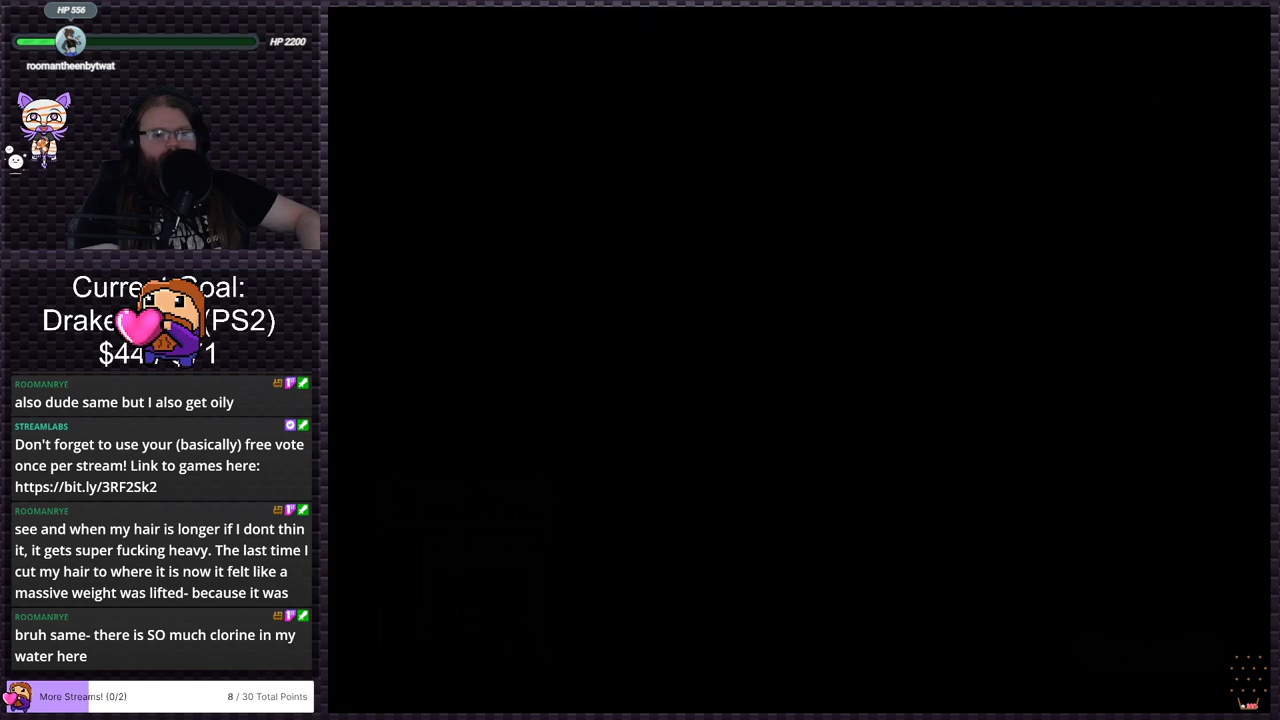 HP 556
HP 2200
roomantheenbytwat
Current Goal:
(PS2)
ROOMANRYE
also dude same but I also get oily
STREAMLABS
Don't forget to use your (basically) free vote
once per stream! Link to games here:
https://bit.ly/3RF2Sk2
ROOMANRYE
see and when my hair is longer if I dont thin
it, it gets super fucking heavy. The last time I
cut my hair to where it is now it felt like a
massive weight was lifted- because it was
ROOMANRYE
bruh same- there is SO much clorine in my
water here
More Streams! (0/2)
8 / 30 Total Points